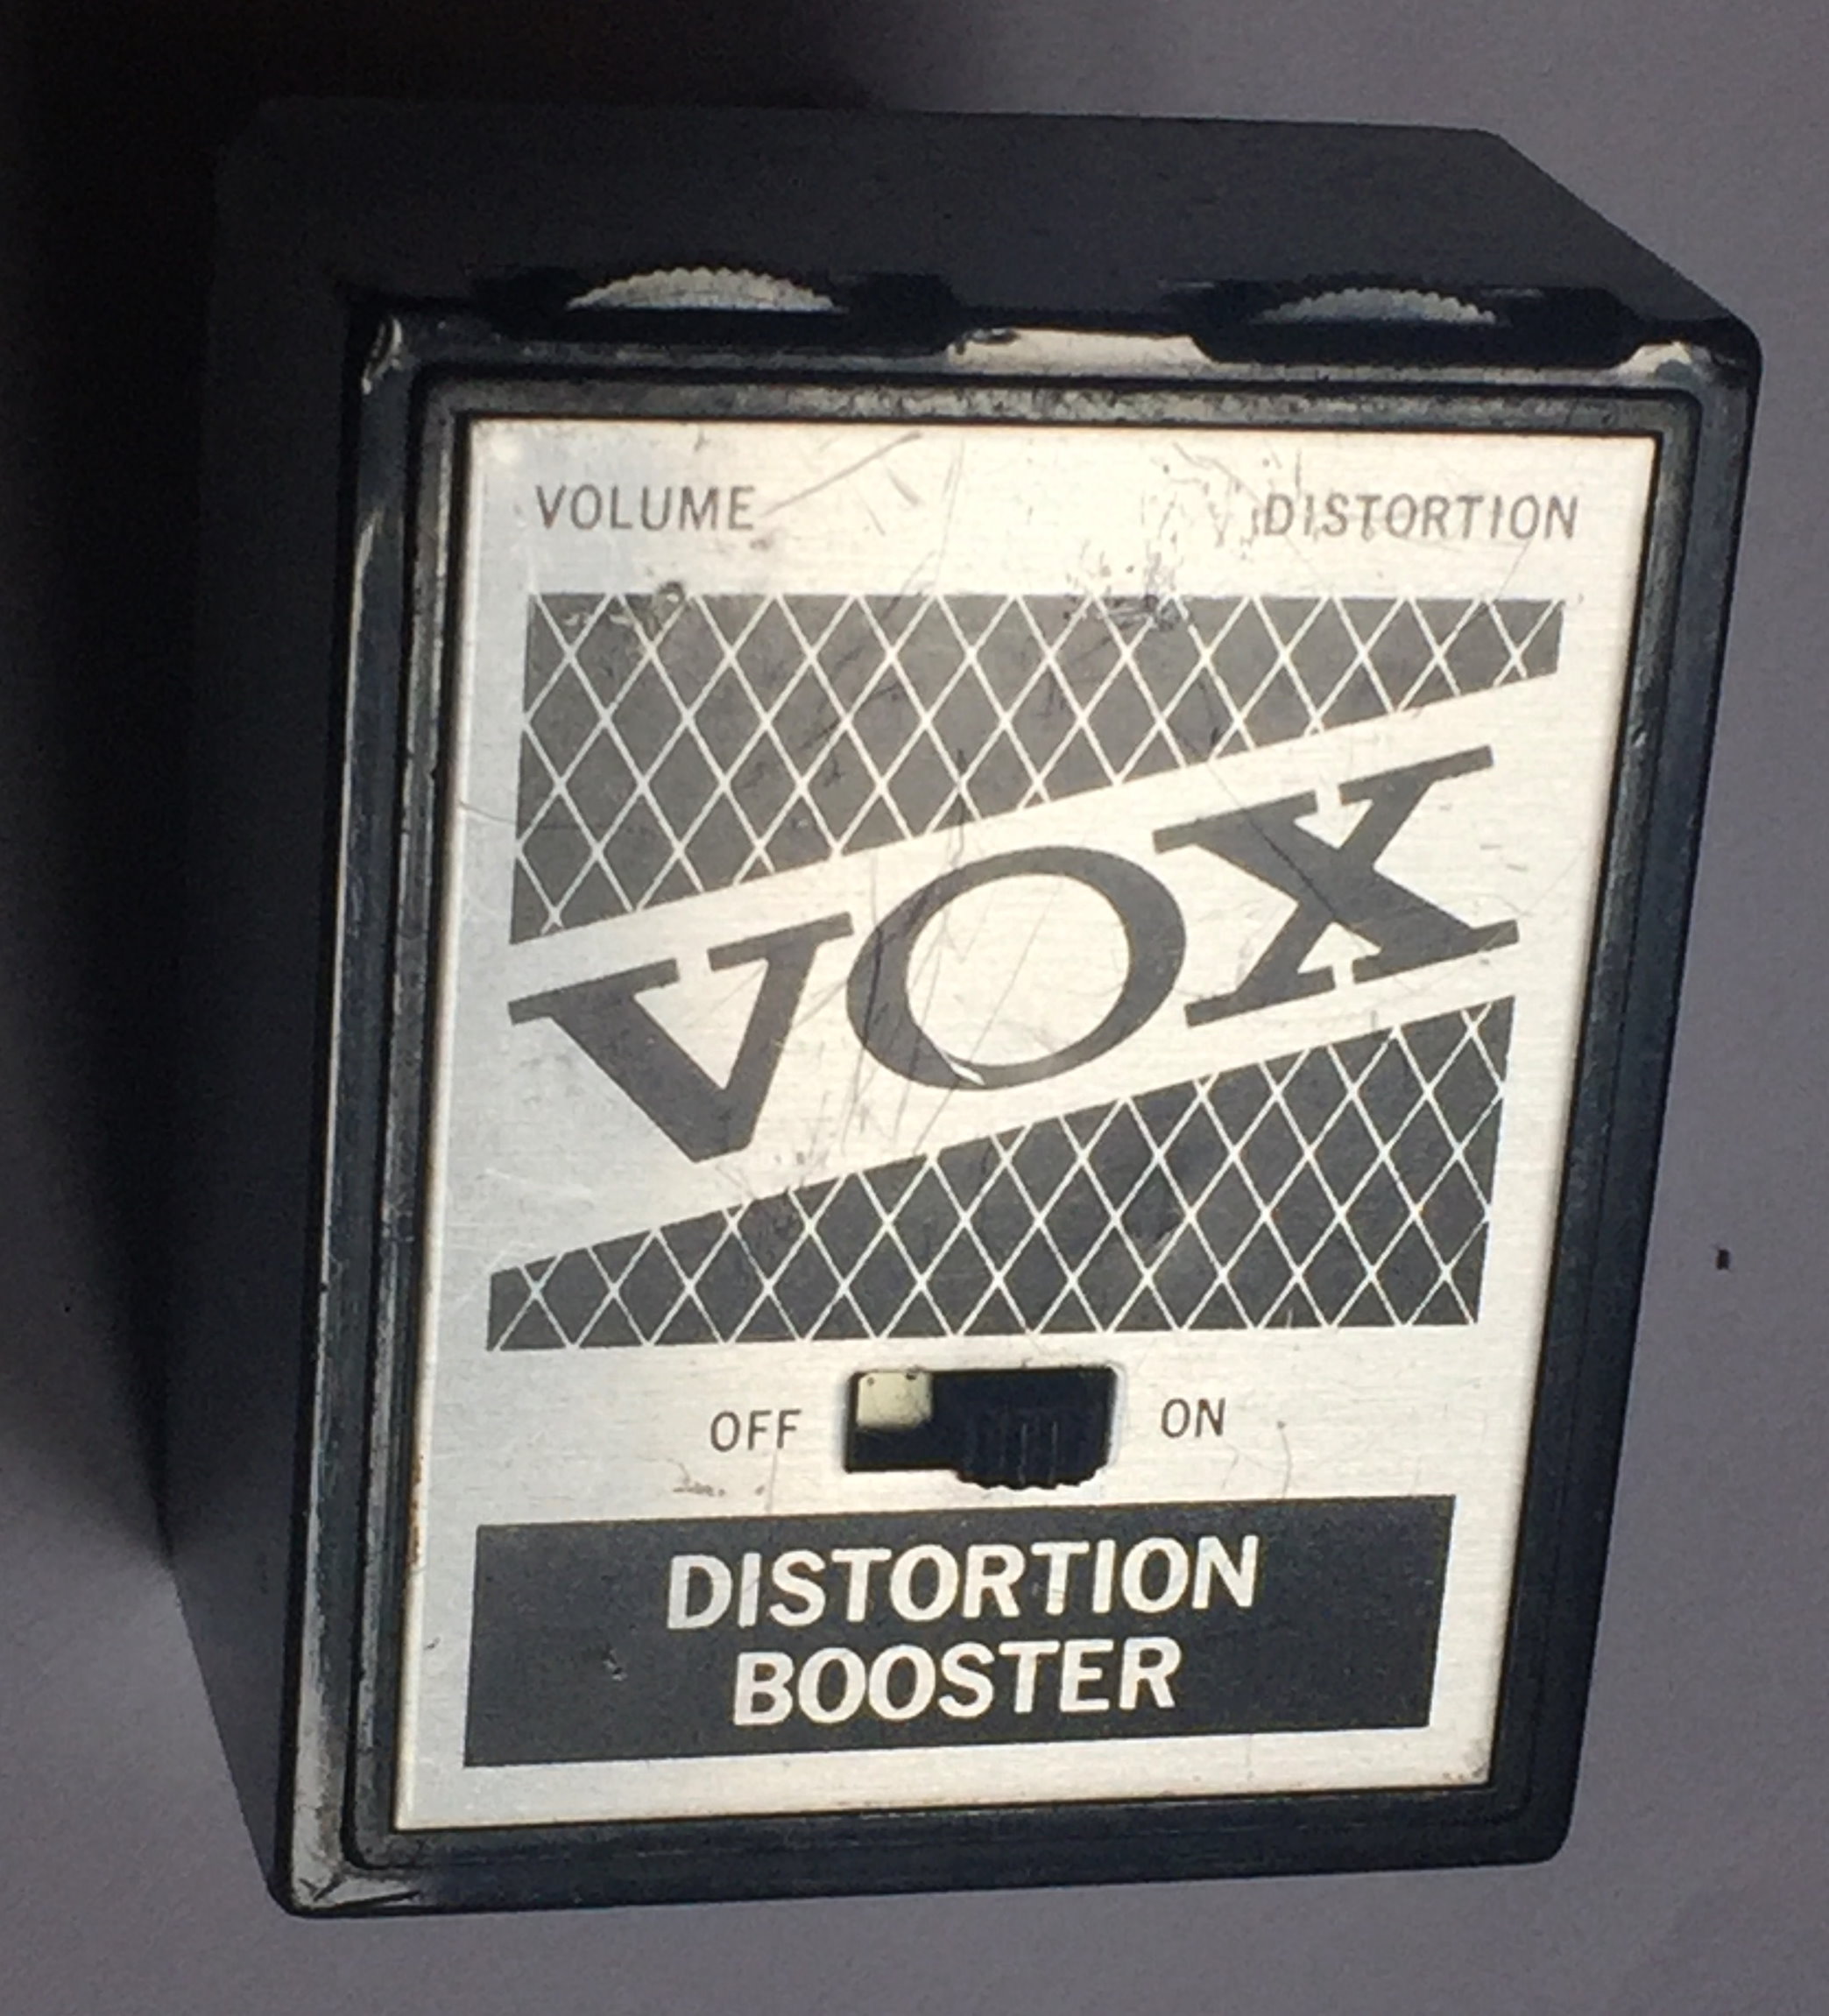 VOLUME DISTORTION
VOX
OFF ON
DISTORTION
BOOSTER